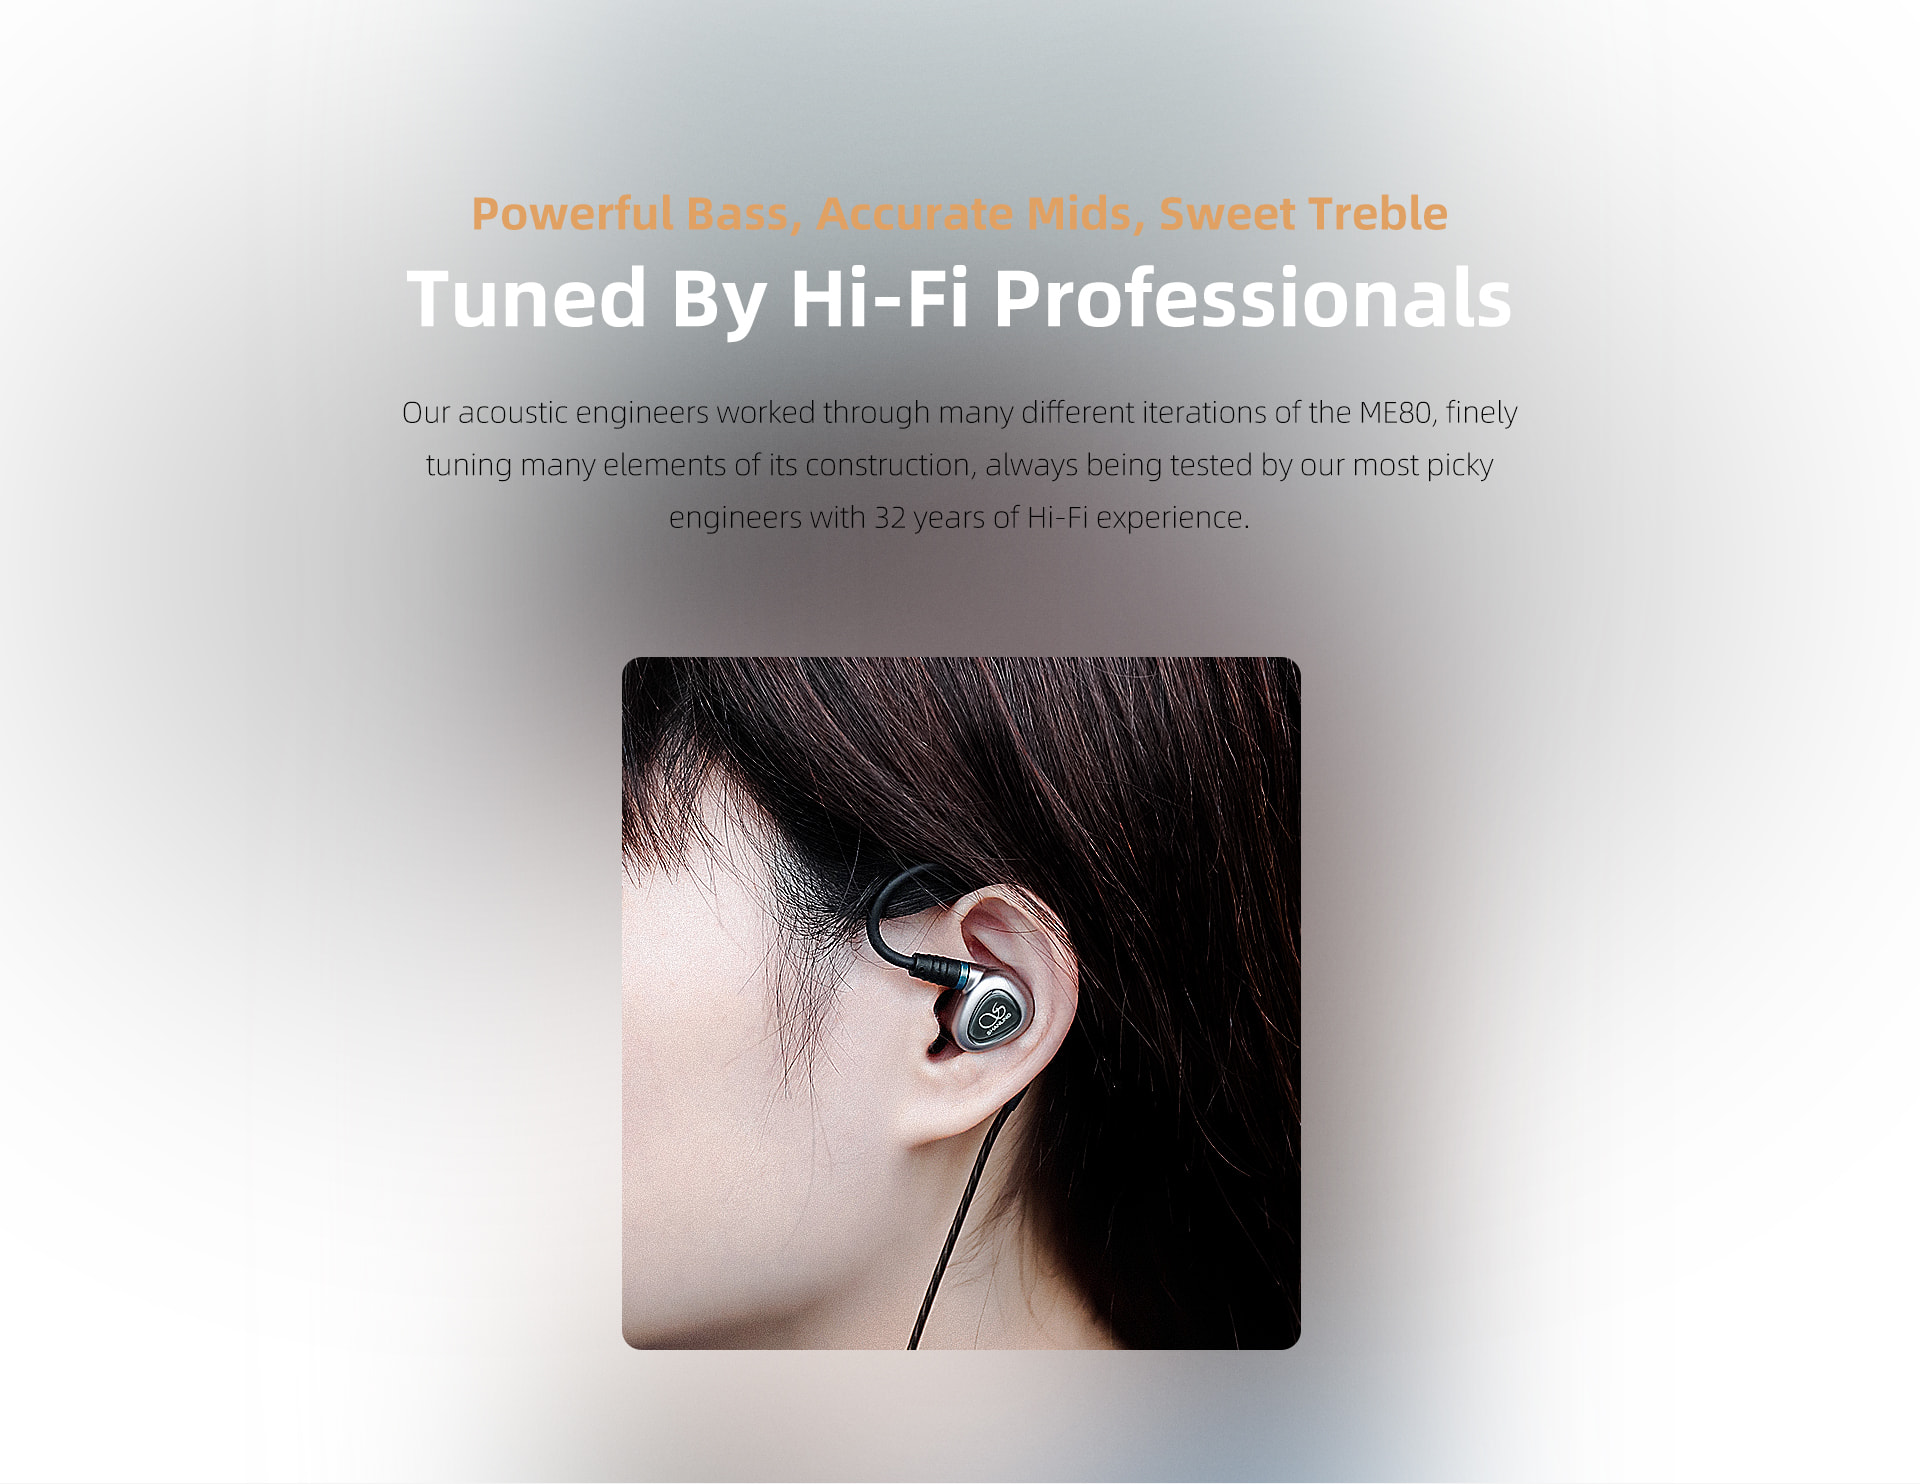 Powerful Bass, Accurate Mids, Sweet Treble
Tuned By Hi-Fi Professionals
Our acoustic engineers worked through many different iterations of the ME80, finely
tuning many elements of its construction, always being tested by our most picky
engineers with 32 years of Hi-Fi experience.
SHANLING